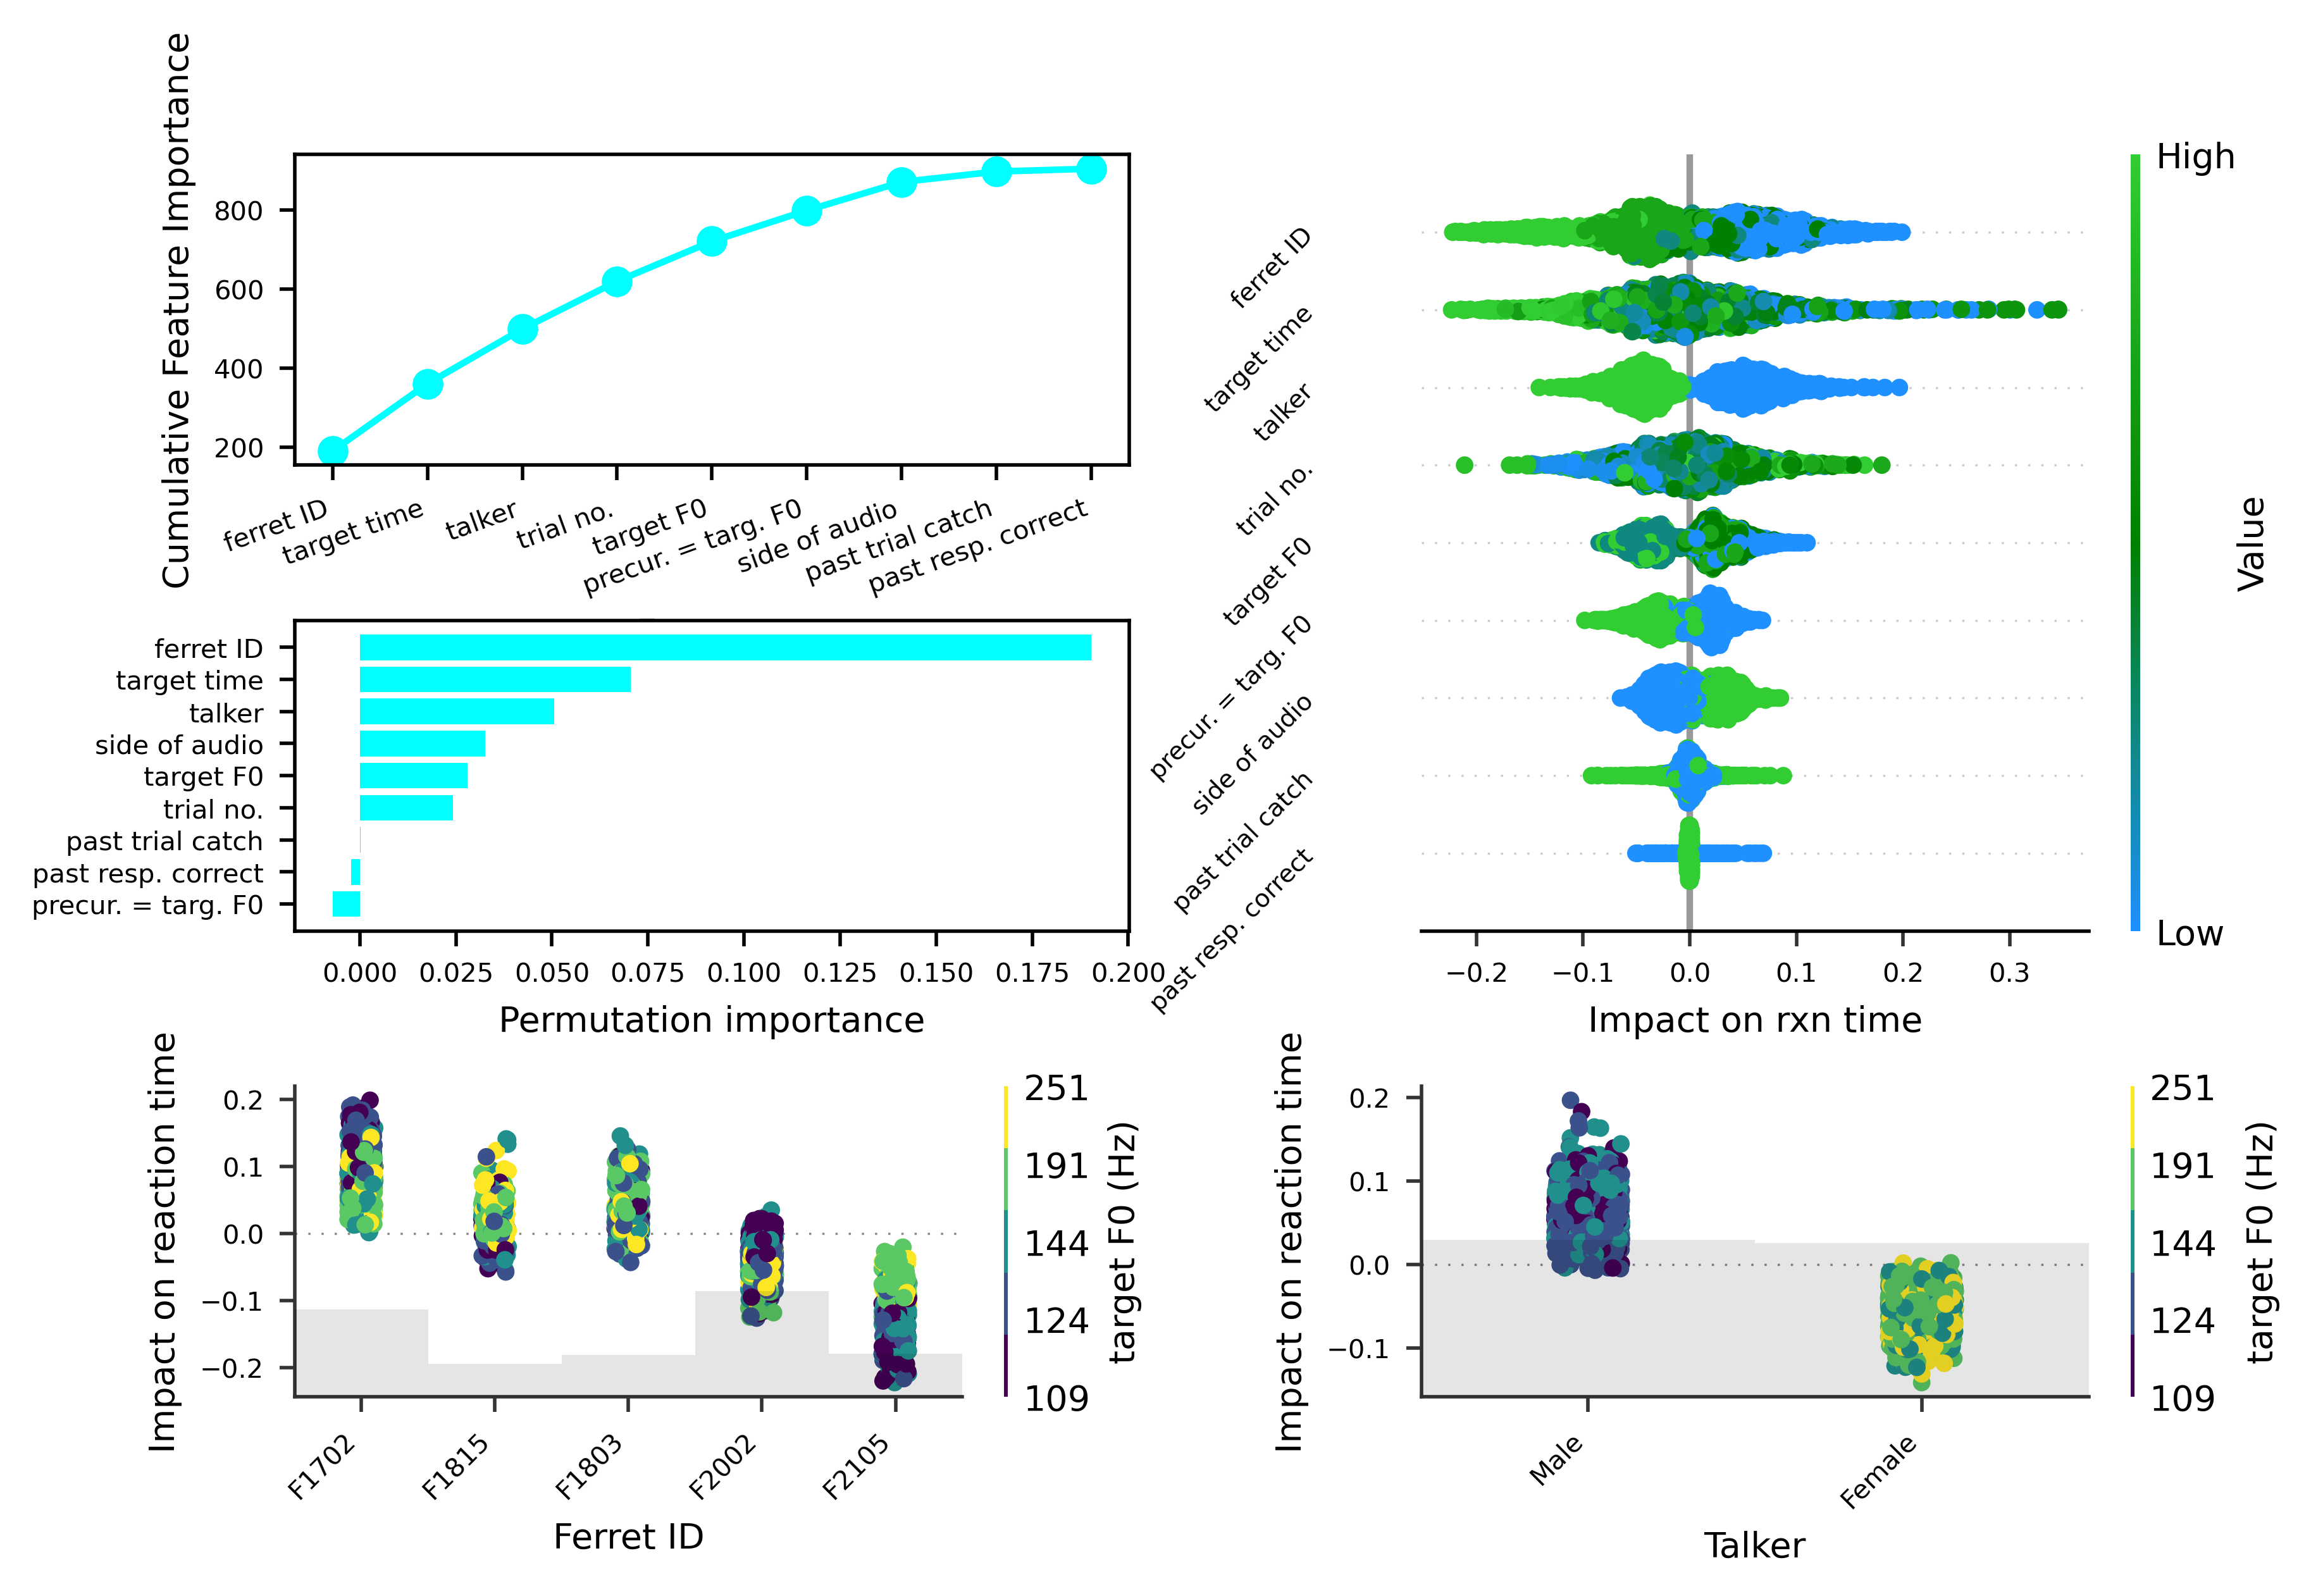 Cumulative Feature Importance
800
600
400
200
ferret ID
target time
talker
trial no.
target F0
precur. = targ. F0
side of audio
past trial catch
past resp. correct
ferret ID
target time
talker
side of audio
target F0
trial no.
past trial catch
past resp. correct
precur. = targ. F0
0.000 0.025 0.050 0.075 0.100 0.125 0.150 0.175 0.200
Permutation importance
ferret ID
target time
talker
trial no.
target F0
precur. = targ. F0
side of audio
past trial catch
past resp. correct
−0.2 −0.1 0.0 0.1 0.2 0.3
Impact on rxn time
High
Value
Low
Impact on reaction time
0.2
0.1
0.0
−0.1
−0.2
F1702
F1815
F1803
F2002
F2105
Ferret ID
251
191
144
124
109
target F0 (Hz)
Impact on reaction time
0.2
0.1
0.0
−0.1
Male
Female
Talker
251
191
144
124
109
target F0 (Hz)